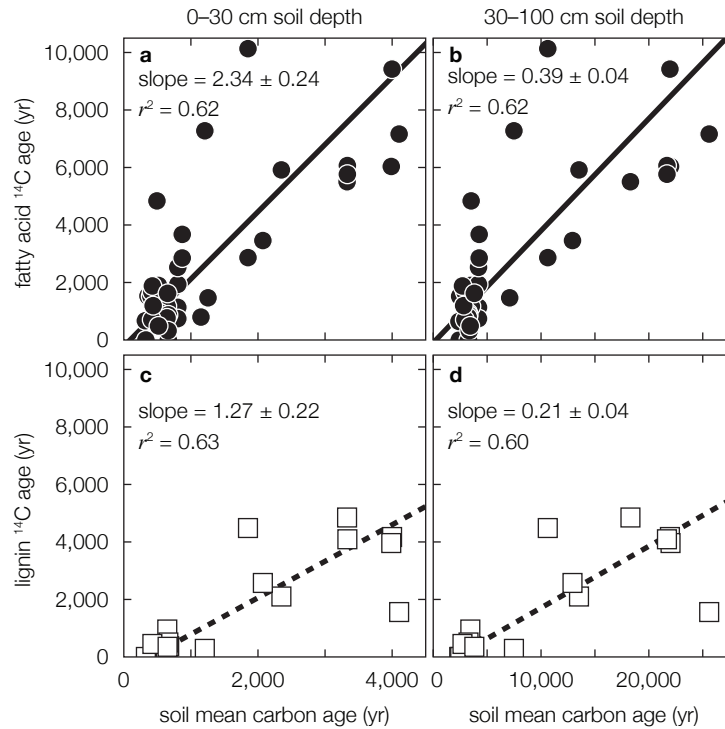 0–30 cm soil depth
30–100 cm soil depth
a
slope = 2.34 ± 0.24
r² = 0.62
b
slope = 0.39 ± 0.04
r² = 0.62
10,000
8,000
6,000
4,000
2,000
0
fatty acid ¹⁴C age (yr)
c
slope = 1.27 ± 0.22
r² = 0.63
d
slope = 0.21 ± 0.04
r² = 0.60
10,000
8,000
6,000
4,000
2,000
0
lignin ¹⁴C age (yr)
0 2,000 4,000
0 10,000 20,000
soil mean carbon age (yr)
soil mean carbon age (yr)